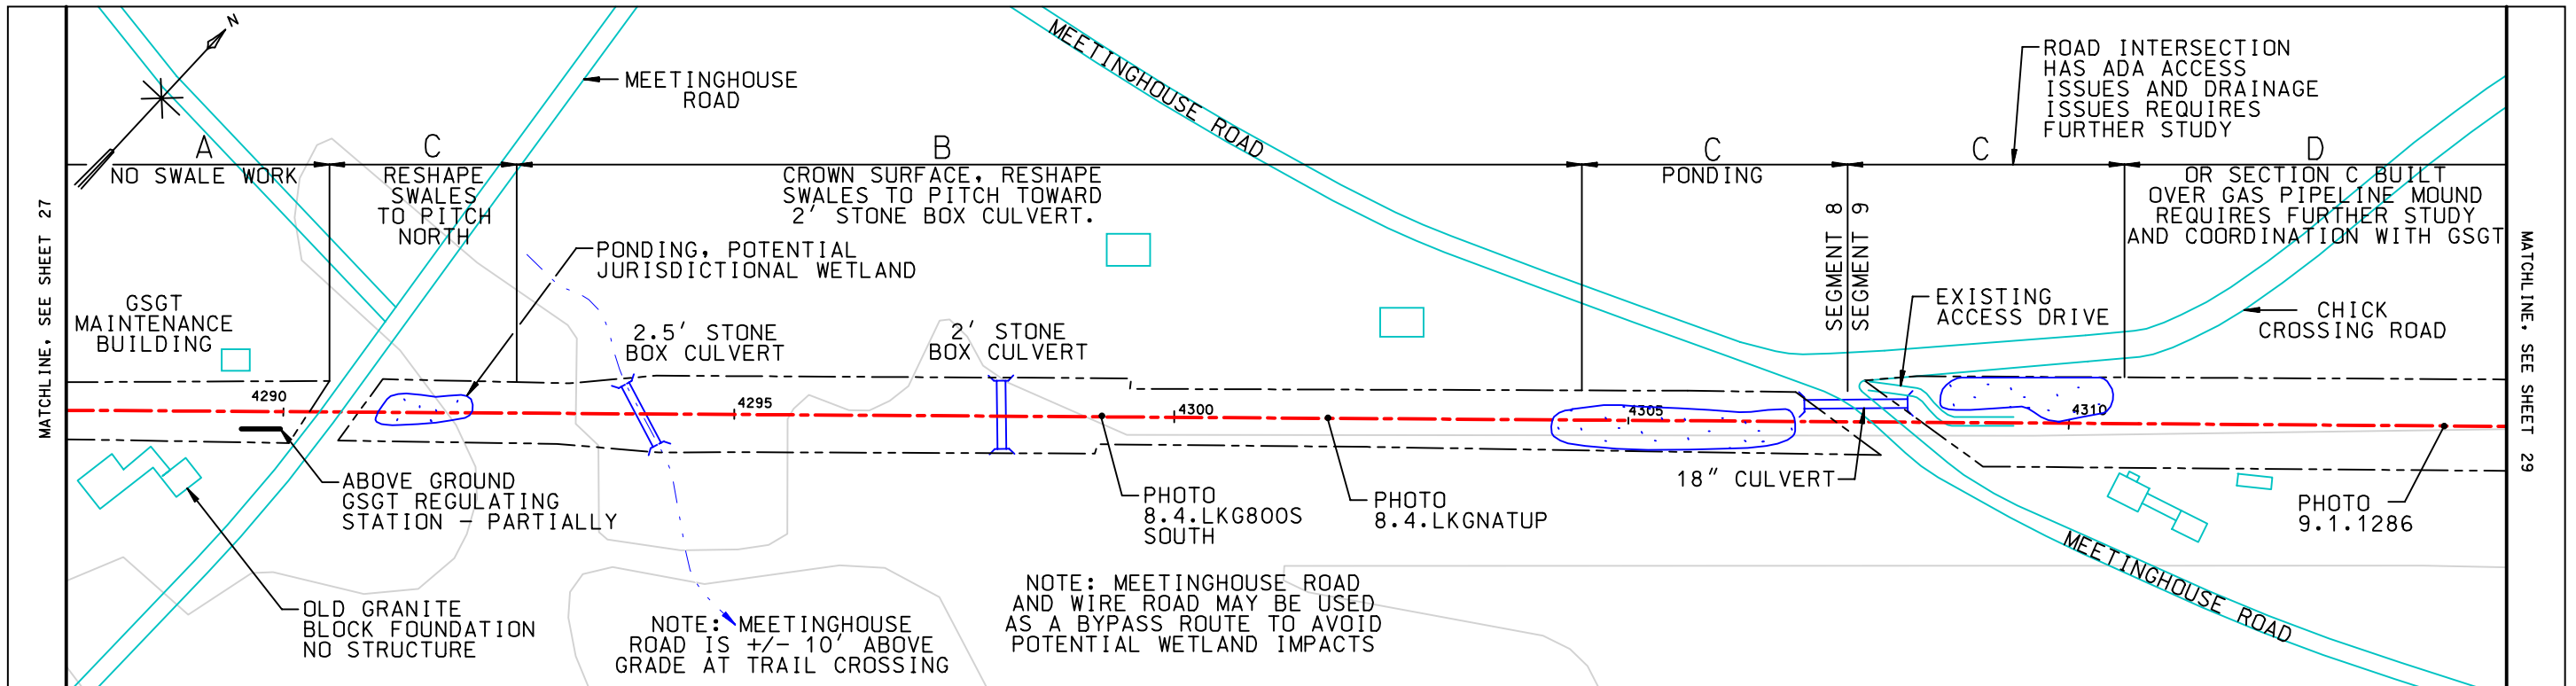 N
MEETINGHOUSE
ROAD
MEETINGHOUSE ROAD
ROAD INTERSECTION
HAS ADA ACCESS
ISSUES AND DRAINAGE
ISSUES REQUIRES
FURTHER STUDY
A
NO SWALE WORK
C
RESHAPE
SWALES
TO PITCH
NORTH
B
CROWN SURFACE, RESHAPE
SWALES TO PITCH TOWARD
2' STONE BOX CULVERT.
C
PONDING
C
D
OR SECTION C BUILT
OVER GAS PIPELINE MOUND
REQUIRES FURTHER STUDY
AND COORDINATION WITH GSGT
SEGMENT 8
SEGMENT 9
MATCHLINE, SEE SHEET 27
MATCHLINE, SEE SHEET 29
PONDING, POTENTIAL
JURISDICTIONAL WETLAND
GSGT
MAINTENANCE
BUILDING
2.5' STONE
BOX CULVERT
2' STONE
BOX CULVERT
EXISTING
ACCESS DRIVE
CHICK
CROSSING ROAD
4290
4295
4300
4305
4310
ABOVE GROUND
GSGT REGULATING
STATION - PARTIALLY
PHOTO
8.4.LKG800S
SOUTH
PHOTO
8.4.LKGNATUP
18" CULVERT
PHOTO
9.1.1286
OLD GRANITE
BLOCK FOUNDATION
NO STRUCTURE
NOTE: MEETINGHOUSE
ROAD IS +/- 10' ABOVE
GRADE AT TRAIL CROSSING
NOTE: MEETINGHOUSE ROAD
AND WIRE ROAD MAY BE USED
AS A BYPASS ROUTE TO AVOID
POTENTIAL WETLAND IMPACTS
MEETINGHOUSE ROAD